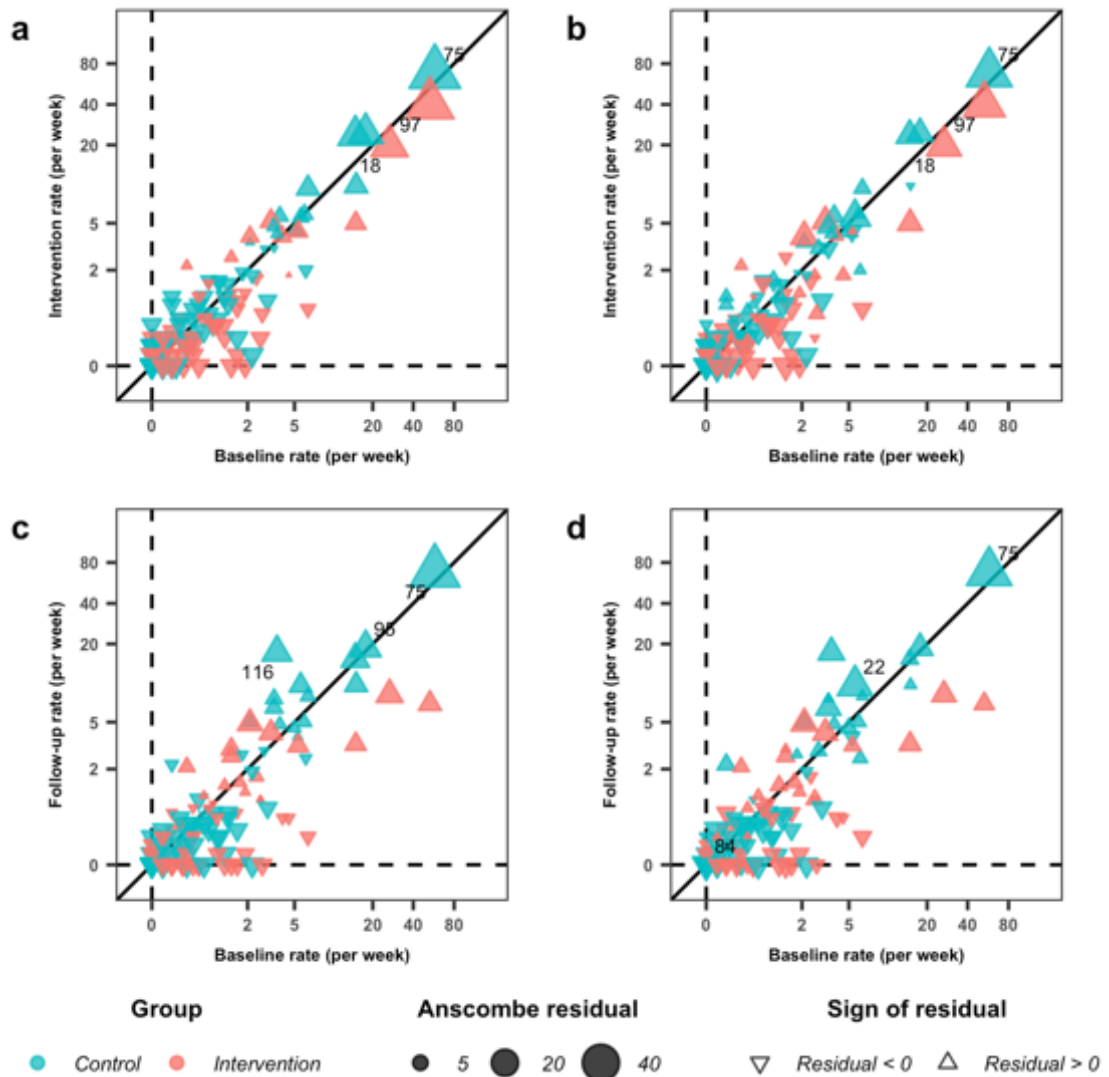 a
b
75
75
80
80
40
40
97
97
20
20
18
18
5
5
2
2
0
0
0 2 5 20 40 80
0 2 5 20 40 80
Intervention rate (per week)
Intervention rate (per week)
Baseline rate (per week)
Baseline rate (per week)
c
d
75
80
80
75
40
40
95
20
20
116
22
5
5
2
2
84
0
0
0 2 5 20 40 80
0 2 5 20 40 80
Follow-up rate (per week)
Follow-up rate (per week)
Baseline rate (per week)
Baseline rate (per week)
Group
Anscombe residual
Sign of residual
Control Intervention
5 20 40
Residual < 0 Residual > 0